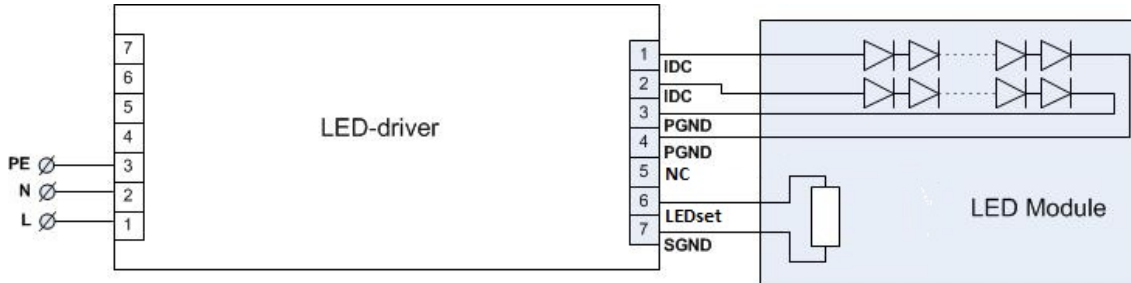 7
6
5
4
PE 3
N 2
L 1
LED-driver
1 IDC
2 IDC
3 PGND
4 PGND
5 NC
6 LEDset
7 SGND
LED Module